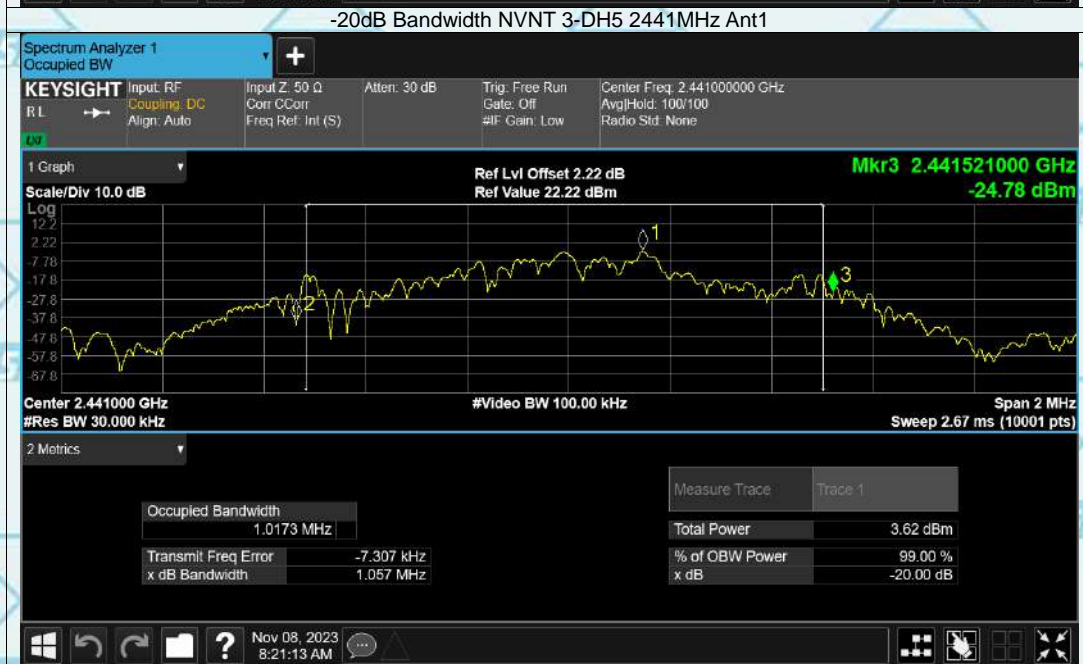 -20dB Bandwidth NVNT 3-DH5 2441MHz Ant1
Spectrum Analyzer 1
Occupied BW
+
KEYSIGHT Input: RF Input Z: 50 Ω Atten: 30 dB Trig: Free Run Center Freq: 2.441000000 GHz
R L Coupling: DC Corr CCorr Gate: Off Avg|Hold: 100/100
Align: Auto Freq Ref: Int (S) #IF Gain: Low Radio Std: None
LXI
1 Graph Ref Lvl Offset 2.22 dB Mkr3 2.441521000 GHz
Scale/Div 10.0 dB Ref Value 22.22 dBm -24.78 dBm
Log
12.2
2.22
-7.78
-17.8
-27.8
-37.8
-47.8
-57.8
-67.8
1
2
3
Center 2.441000 GHz #Video BW 100.00 kHz Span 2 MHz
#Res BW 30.000 kHz Sweep 2.67 ms (10001 pts)
2 Metrics
Measure Trace Trace 1
Occupied Bandwidth
1.0173 MHz Total Power 3.62 dBm
Transmit Freq Error -7.307 kHz % of OBW Power 99.00 %
x dB Bandwidth 1.057 MHz x dB -20.00 dB
? Nov 08, 2023
8:21:13 AM